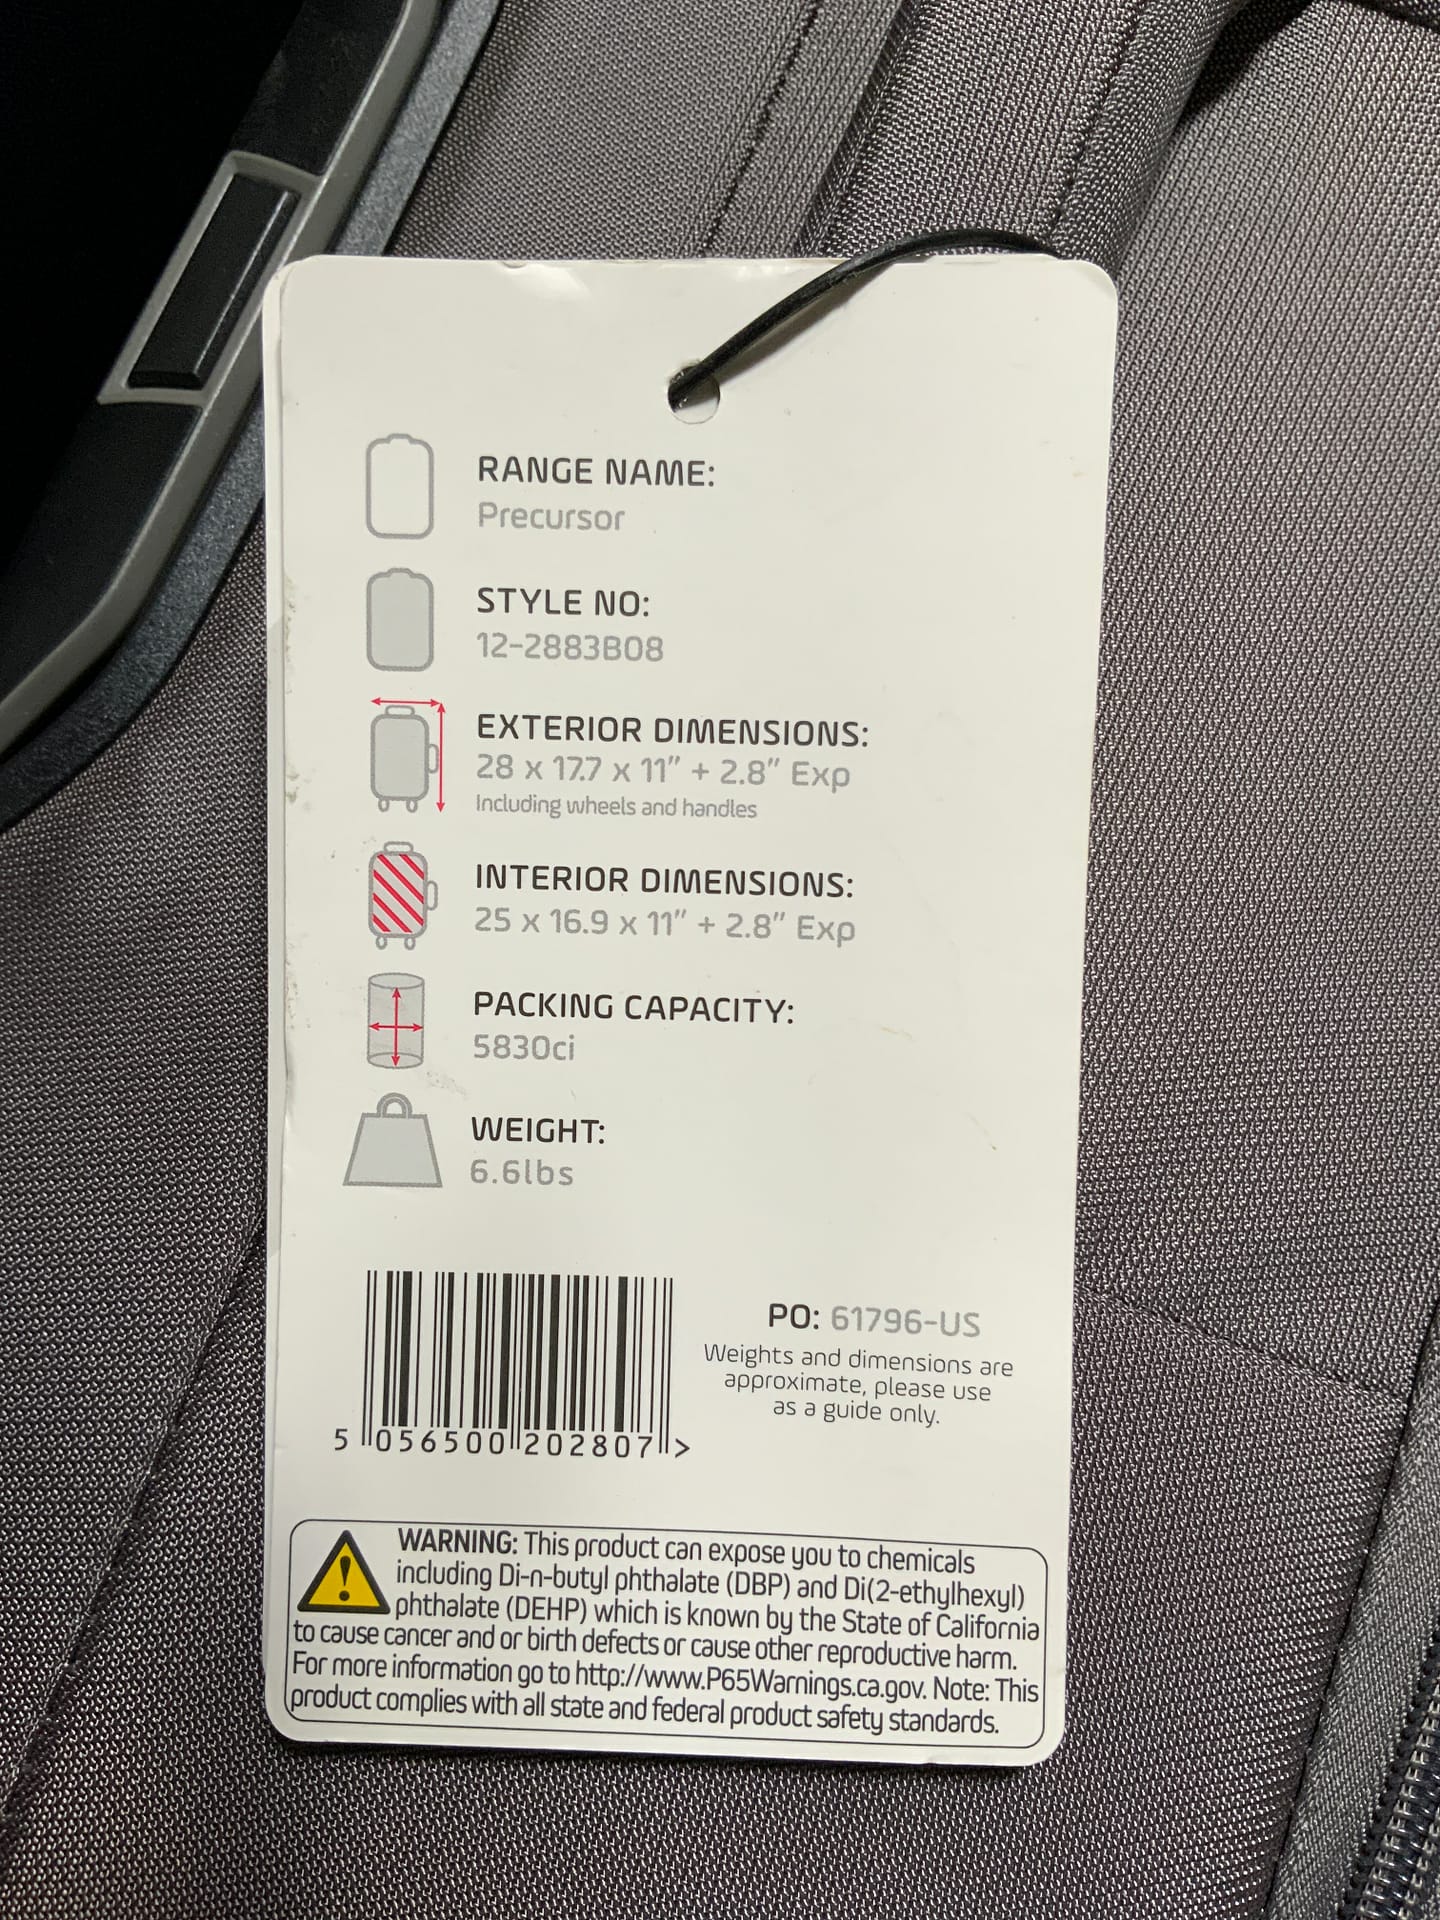 RANGE NAME:
Precursor
STYLE NO:
12-2883B08
EXTERIOR DIMENSIONS:
28 x 17.7 x 11" + 2.8" Exp
Including wheels and handles
INTERIOR DIMENSIONS:
25 x 16.9 x 11" + 2.8" Exp
PACKING CAPACITY:
5830ci
WEIGHT:
6.6lbs
5 056500 202807 >
PO: 61796-US
Weights and dimensions are
approximate, please use
as a guide only.
WARNING: This product can expose you to chemicals
including Di-n-butyl phthalate (DBP) and Di(2-ethylhexyl)
phthalate (DEHP) which is known by the State of California
to cause cancer and or birth defects or cause other reproductive harm.
For more information go to http://www.P65Warnings.ca.gov. Note: This
product complies with all state and federal product safety standards.